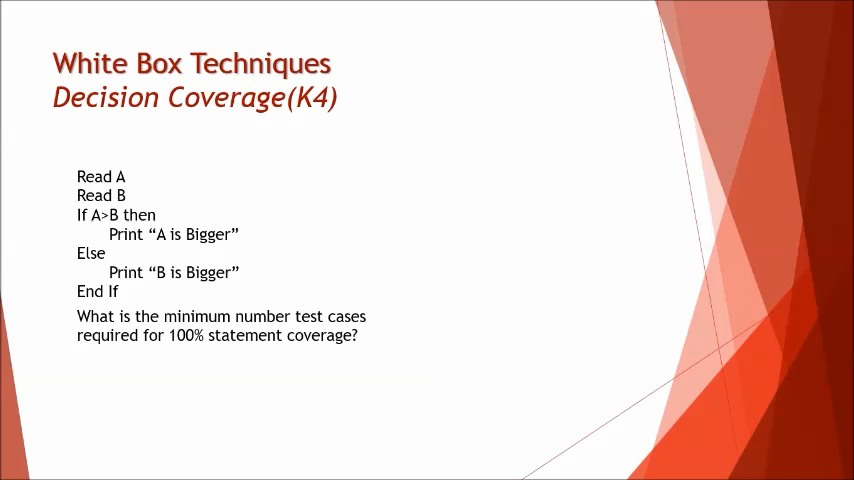 White Box Techniques
Decision Coverage(K4)
Read A
Read B
If A>B then
Print “A is Bigger”
Else
Print “B is Bigger”
End If
What is the minimum number test cases
required for 100% statement coverage?